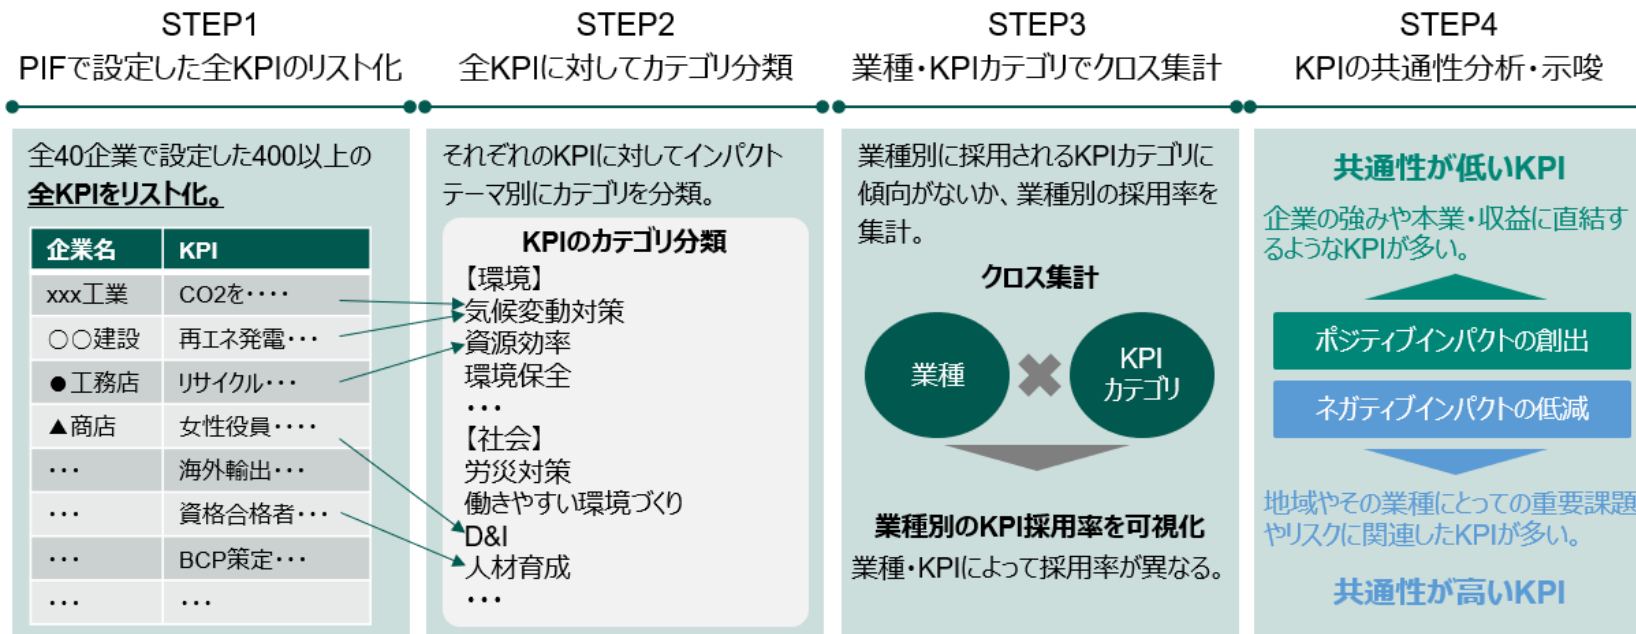 STEP1
PIFで設定した全KPIのリスト化
全40企業で設定した400以上の
全KPIをリスト化。
企業名 KPI
xxx工業 CO2を・・・・
○○建設 再エネ発電・・・
●工務店 リサイクル・・・
▲商店 女性役員・・・・
・・・ 海外輸出・・・
・・・ 資格合格者・・・
・・・ BCP策定・・・
・・・ ・・・
STEP2
全KPIに対してカテゴリ分類
それぞれのKPIに対してインパクト
テーマ別にカテゴリを分類。
KPIのカテゴリ分類
【環境】
気候変動対策
資源効率
環境保全
・・・
【社会】
労災対策
働きやすい環境づくり
D&I
人材育成
・・・
STEP3
業種・KPIカテゴリでクロス集計
業種別に採用されるKPIカテゴリに
傾向がないか、業種別の採用率を
集計。
クロス集計
業種
KPI
カテゴリ
業種別のKPI採用率を可視化
業種・KPIによって採用率が異なる。
STEP4
KPIの共通性分析・示唆
共通性が低いKPI
企業の強みや本業・収益に直結す
るようなKPIが多い。
ポジティブインパクトの創出
ネガティブインパクトの低減
地域やその業種にとっての重要課題
やリスクに関連したKPIが多い。
共通性が高いKPI